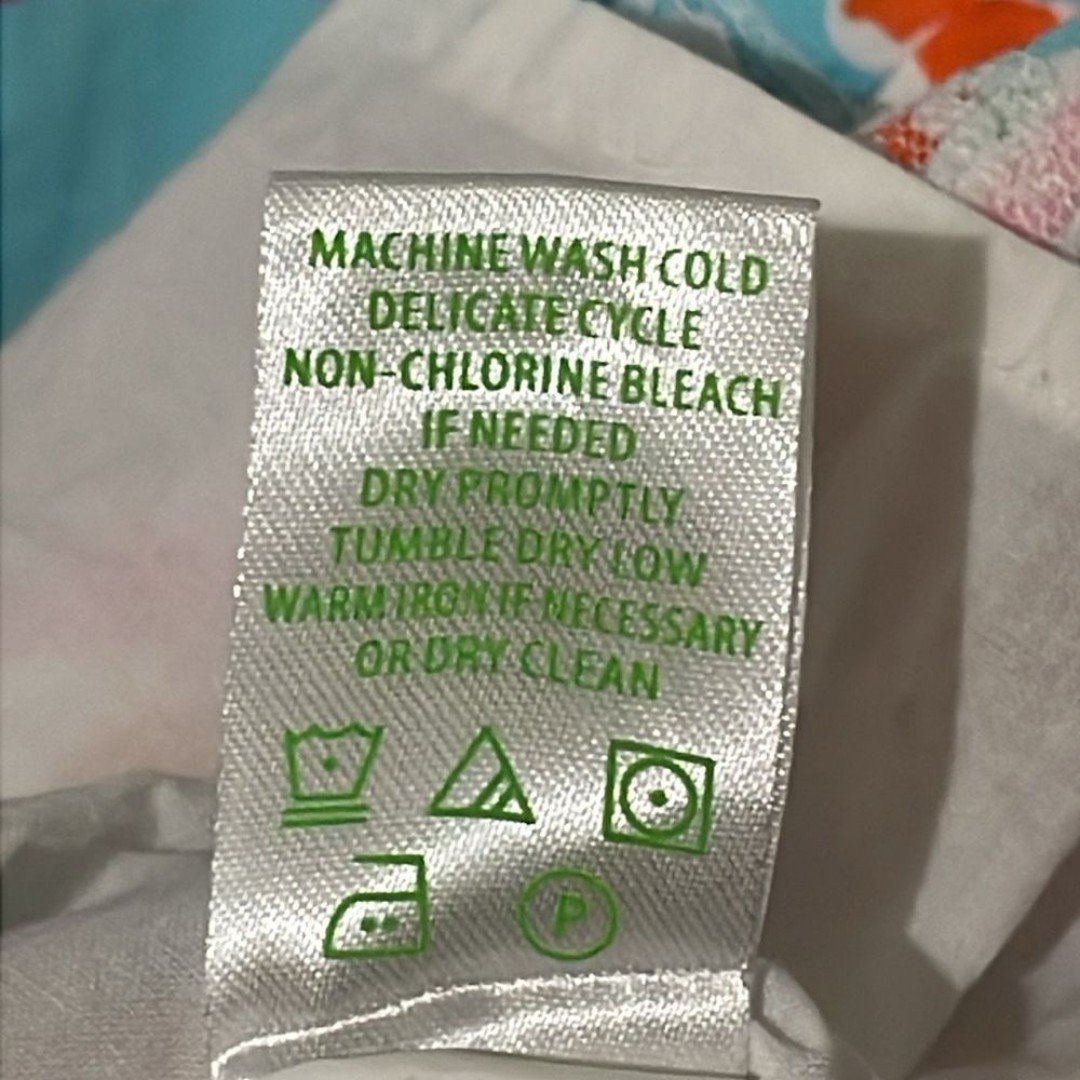 MACHINE WASH COLD
DELICATE CYCLE
NON-CHLORINE BLEACH
IF NEEDED
DRY PROMPTLY
TUMBLE DRY LOW
WARM IRON IF NECESSARY
OR DRY CLEAN
P